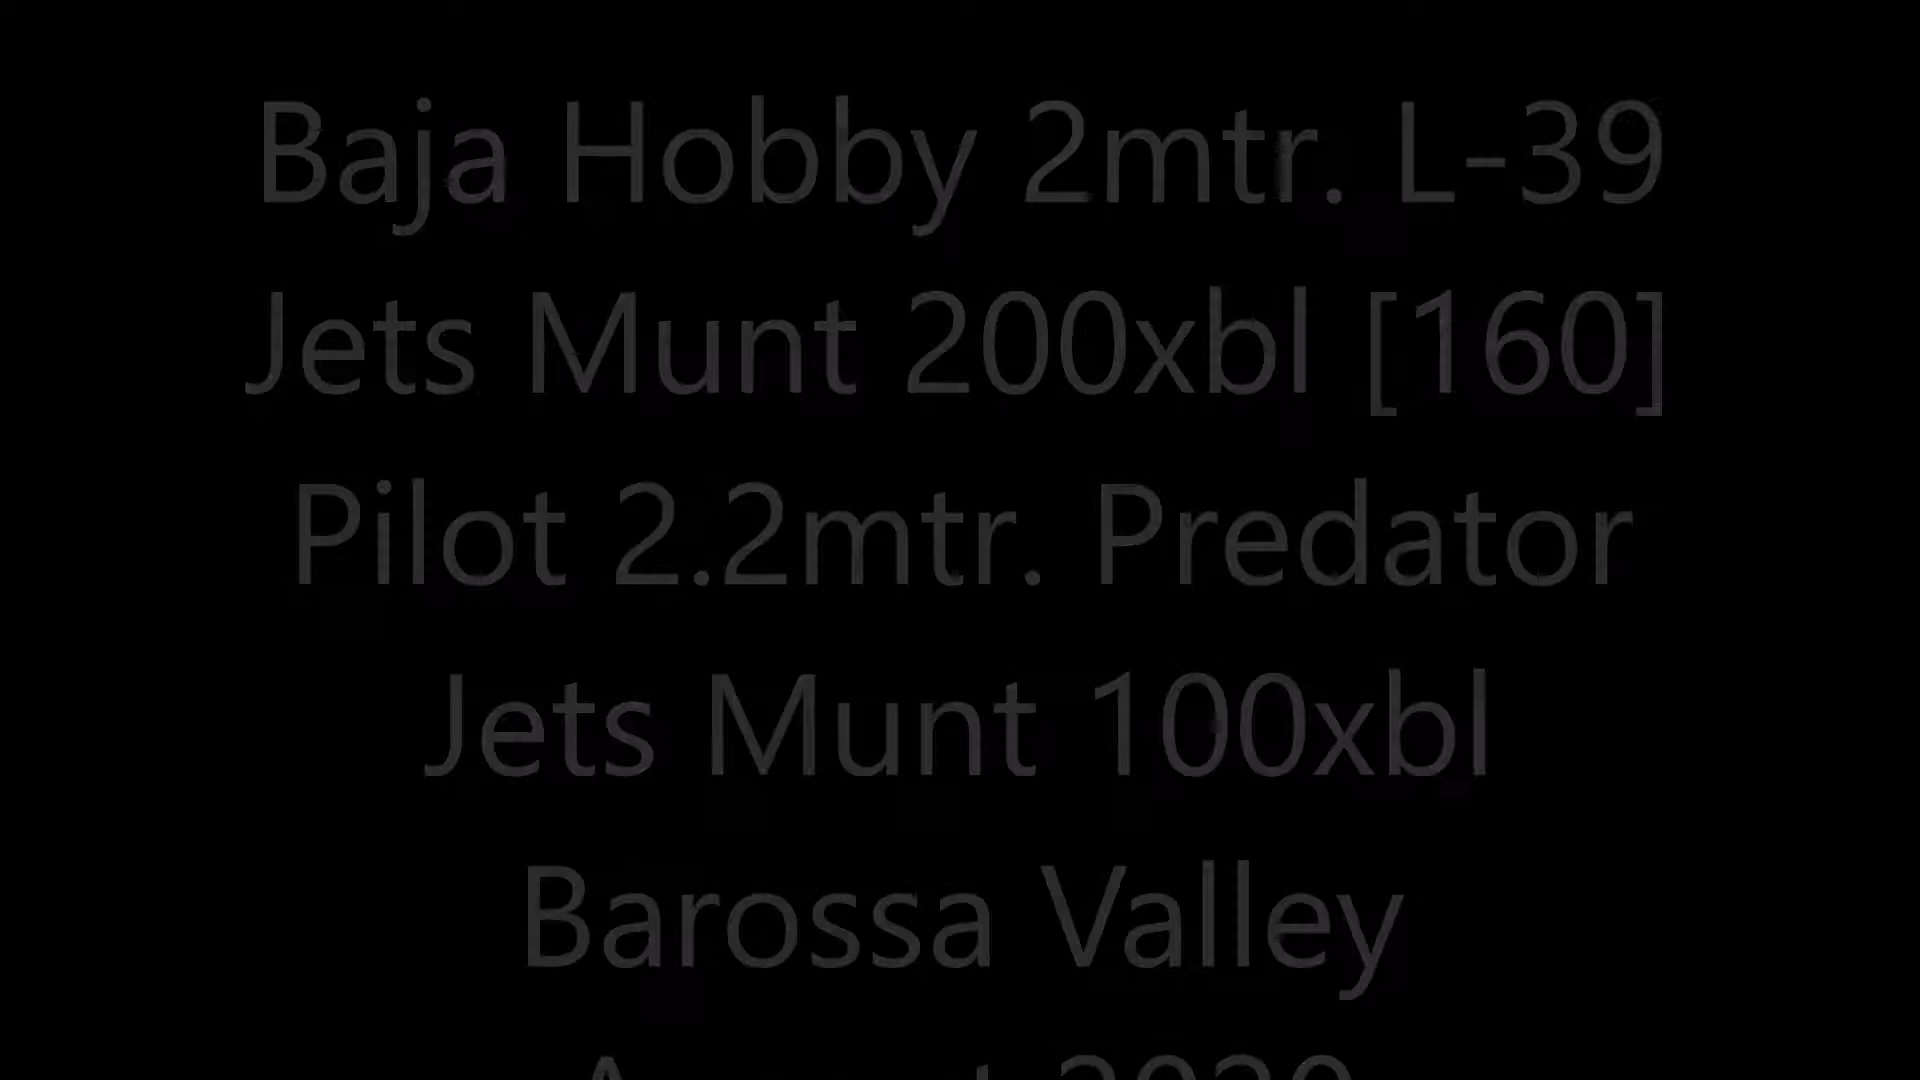 Baja Hobby 2mtr. L-39
Jets Munt 200xbl [160]
Pilot 2.2mtr. Predator
Jets Munt 100xbl
Barossa Valley